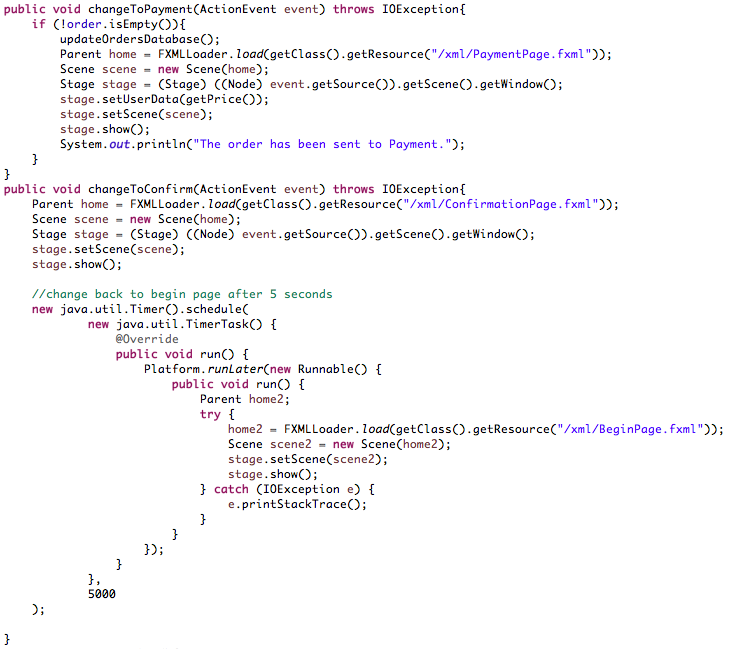 public void changeToPayment(ActionEvent event) throws IOException{
    if (!order.isEmpty()){
        updateOrdersDatabase();
        Parent home = FXMLLoader.load(getClass().getResource("/xml/PaymentPage.fxml"));
        Scene scene = new Scene(home);
        Stage stage = (Stage) ((Node) event.getSource()).getScene().getWindow();
        stage.setUserData(getPrice());
        stage.setScene(scene);
        stage.show();
        System.out.println("The order has been sent to Payment.");
    }
}
public void changeToConfirm(ActionEvent event) throws IOException{
    Parent home = FXMLLoader.load(getClass().getResource("/xml/ConfirmationPage.fxml"));
    Scene scene = new Scene(home);
    Stage stage = (Stage) ((Node) event.getSource()).getScene().getWindow();
    stage.setScene(scene);
    stage.show();

    //change back to begin page after 5 seconds
    new java.util.Timer().schedule(
            new java.util.TimerTask() {
                @Override
                public void run() {
                    Platform.runLater(new Runnable() {
                        public void run() {
                            Parent home2;
                            try {
                                home2 = FXMLLoader.load(getClass().getResource("/xml/BeginPage.fxml"));
                                Scene scene2 = new Scene(home2);
                                stage.setScene(scene2);
                                stage.show();
                            } catch (IOException e) {
                                e.printStackTrace();
                            }
                        }
                    });
                }
            },
            5000
    );

}